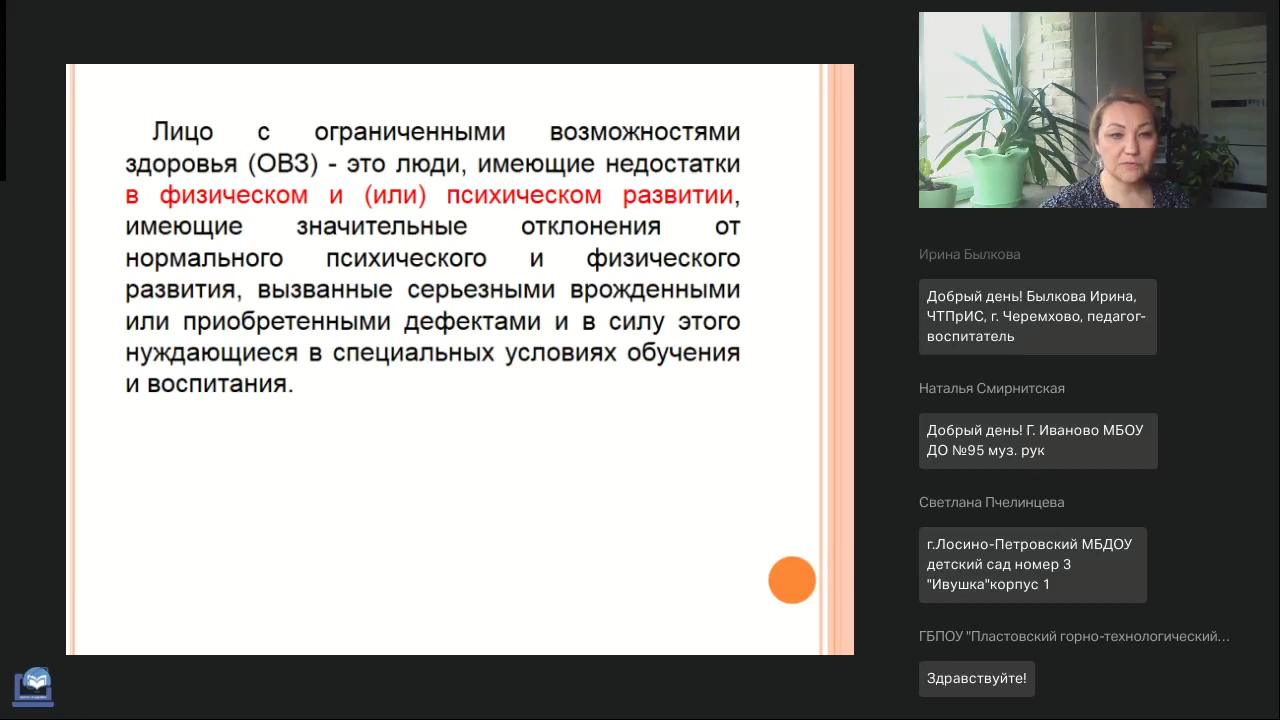 Лицо с ограниченными возможностями
здоровья (ОВЗ) - это люди, имеющие недостатки
в физическом и (или) психическом развитии,
имеющие значительные отклонения от
нормального психического и физического
развития, вызванные серьезными врожденными
или приобретенными дефектами и в силу этого
нуждающиеся в специальных условиях обучения
и воспитания.
Ирина Былкова
Добрый день! Былкова Ирина,
ЧТПрИС, г. Черемхово, педагог-
воспитатель
Наталья Смирнитская
Добрый день! Г. Иваново МБОУ
ДО №95 муз. рук
Светлана Пчелинцева
г.Лосино-Петровский МБДОУ
детский сад номер 3
"Ивушка"корпус 1
ГБПОУ "Пластовский горно-технологический...
Здравствуйте!